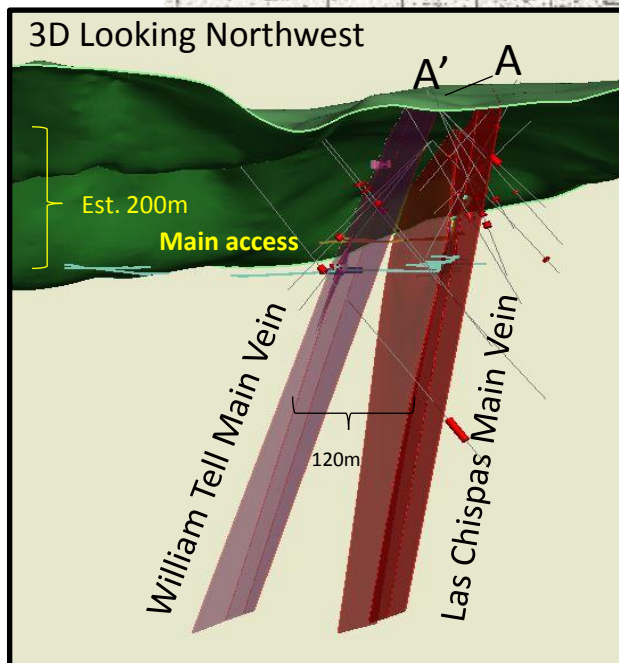 3D Looking Northwest
A’
A
Est. 200m
Main access
William Tell Main Vein
Las Chispas Main Vein
120m